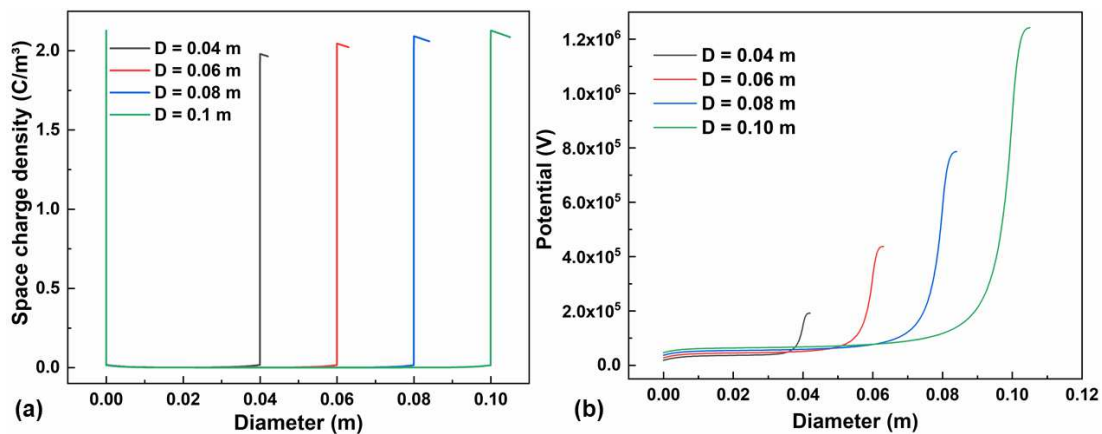 Space charge density (C/m³)
2.0
1.5
1.0
0.5
0.0
D = 0.04 m
D = 0.06 m
D = 0.08 m
D = 0.1 m
0.00 0.02 0.04 0.06 0.08 0.10
(a)
Diameter (m)
Potential (V)
1.2x10⁶
1.0x10⁶
8.0x10⁵
6.0x10⁵
4.0x10⁵
2.0x10⁵
0.0
D = 0.04 m
D = 0.06 m
D = 0.08 m
D = 0.10 m
0.00 0.02 0.04 0.06 0.08 0.10 0.12
(b)
Diameter (m)